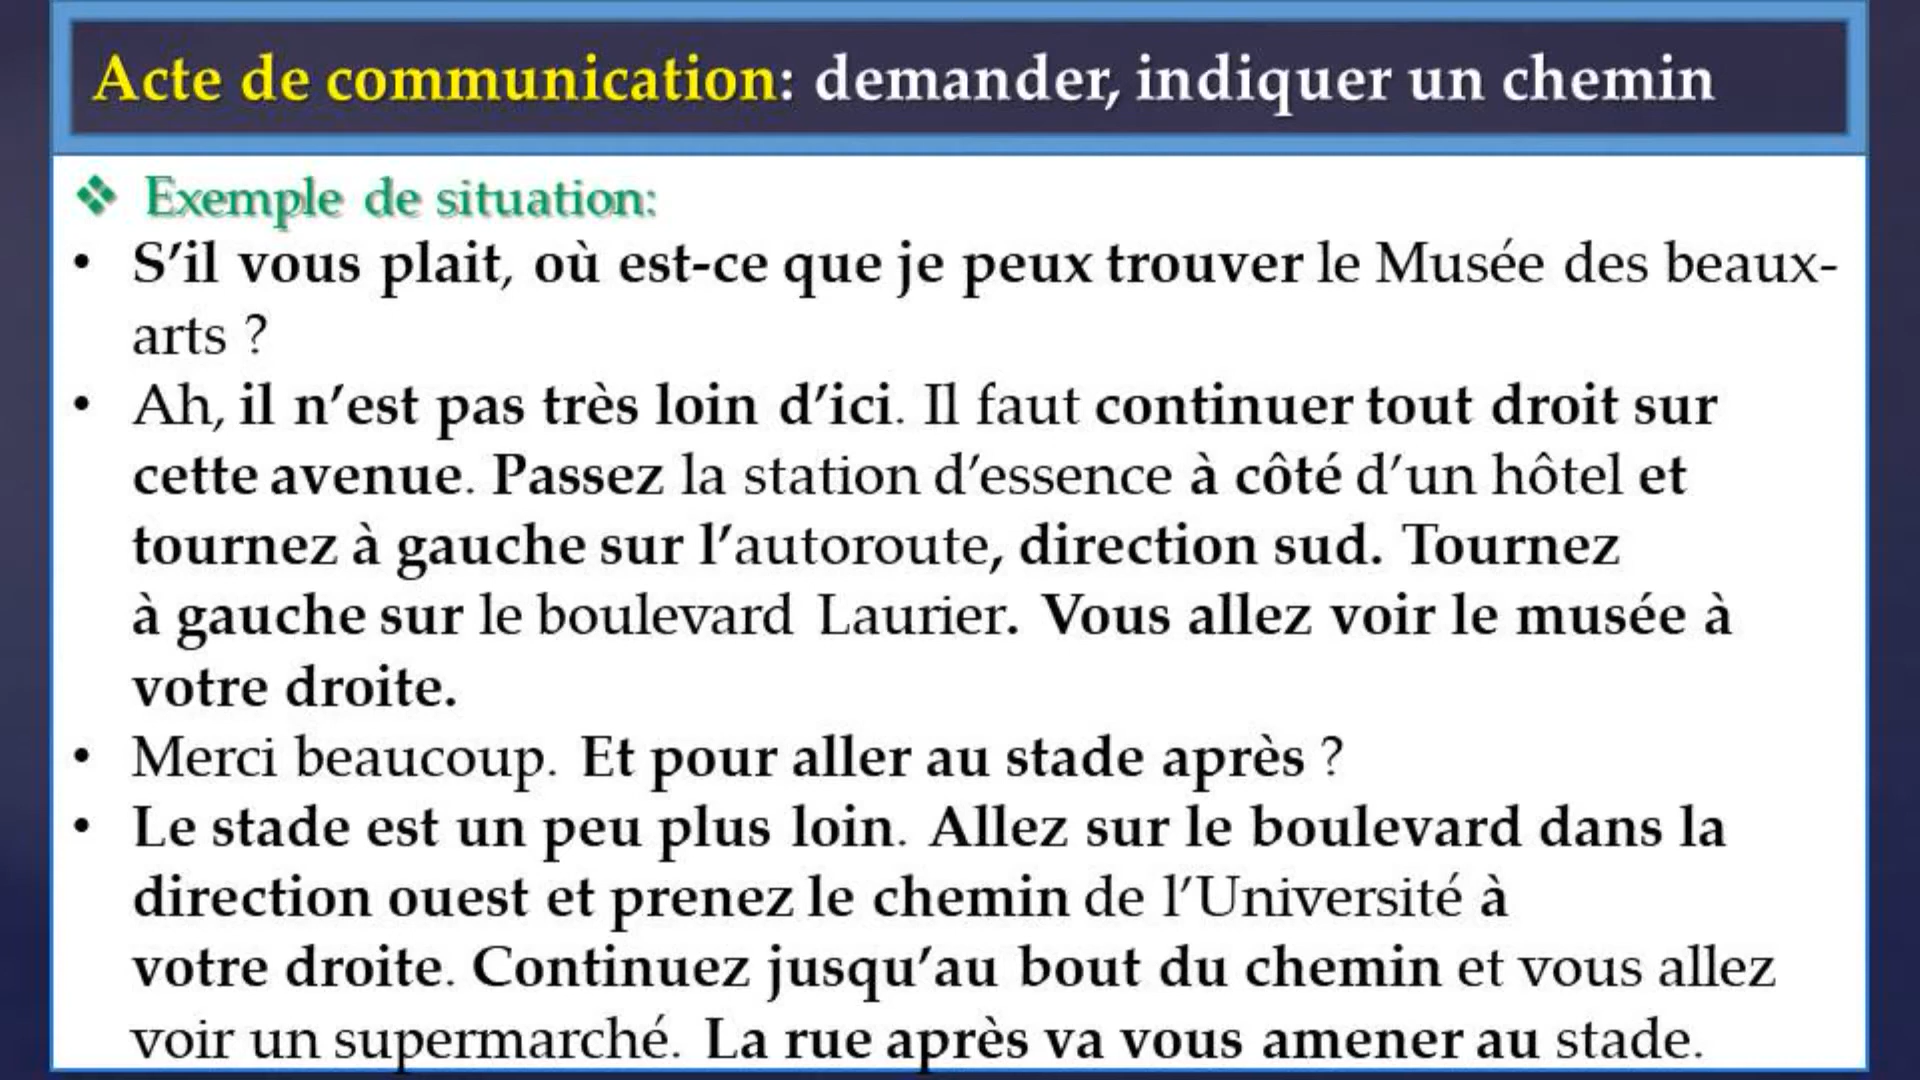 Acte de communication: demander, indiquer un chemin
❖ Exemple de situation:
• S’il vous plait, où est-ce que je peux trouver le Musée des beaux-
arts ?
• Ah, il n’est pas très loin d’ici. Il faut continuer tout droit sur
cette avenue. Passez la station d’essence à côté d’un hôtel et
tournez à gauche sur l’autoroute, direction sud. Tournez
à gauche sur le boulevard Laurier. Vous allez voir le musée à
votre droite.
• Merci beaucoup. Et pour aller au stade après ?
• Le stade est un peu plus loin. Allez sur le boulevard dans la
direction ouest et prenez le chemin de l’Université à
votre droite. Continuez jusqu’au bout du chemin et vous allez
voir un supermarché. La rue après va vous amener au stade.